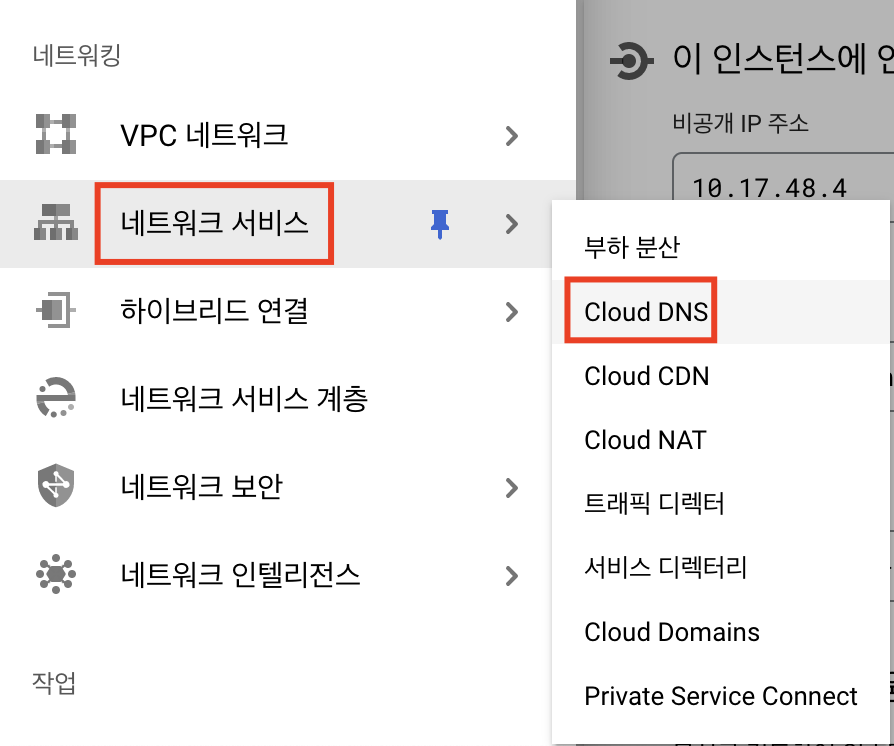 네트워킹
VPC 네트워크
네트워크 서비스
하이브리드 연결
네트워크 서비스 계층
네트워크 보안
네트워크 인텔리전스
작업
이 인스턴스에
비공개 IP 주소
10.17.48.4
부하 분산
Cloud DNS
Cloud CDN
Cloud NAT
트래픽 디렉터
서비스 디렉터리
Cloud Domains
Private Service Connect